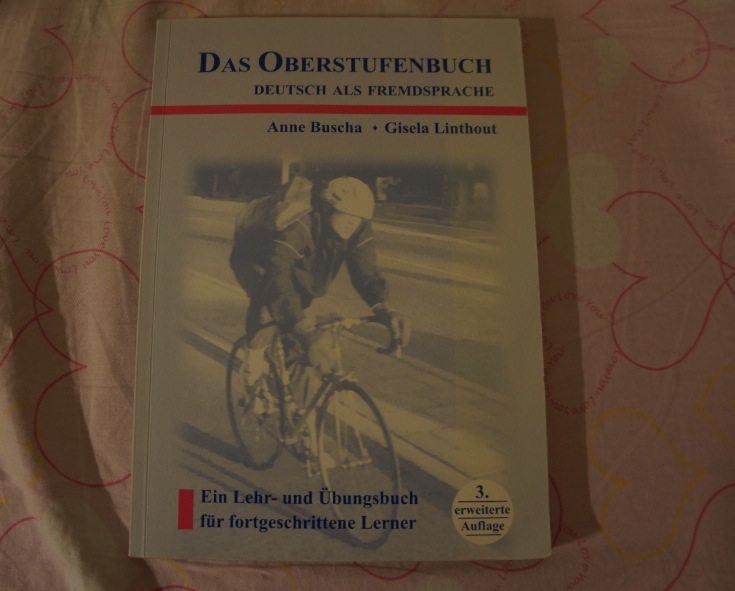 DAS OBERSTUFENBUCH
DEUTSCH ALS FREMDSPRACHE
Anne Buscha • Gisela Linthout
Ein Lehr- und Übungsbuch
für fortgeschrittene Lerner
3.
erweiterte
Auflage